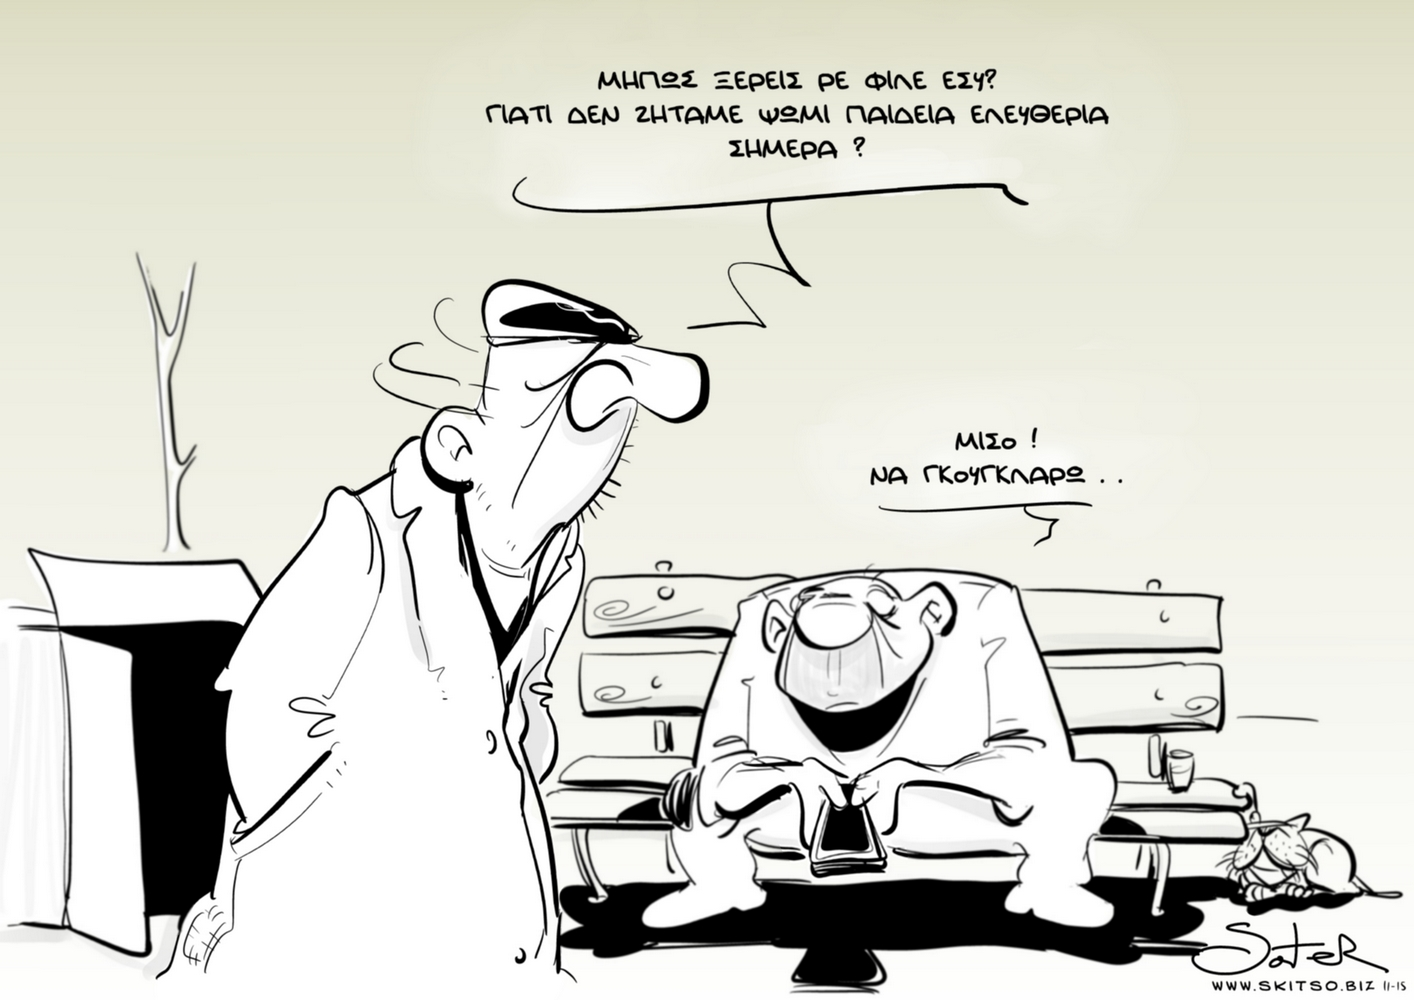 ΜΗΠΩΣ ΞΕΡΕΙΣ ΡΕ ΦΙΛΕ ΕΣΥ?
ΓΙΑΤΙ ΔΕΝ ΖΗΤΑΜΕ ΨΩΜΙ ΠΑΙΔΕΙΑ ΕΛΕΥΘΕΡΙΑ
ΣΗΜΕΡΑ ?
ΜΙΣΟ !
ΝΑ ΓΚΟΥΓΚΛΑΡΩ . .
Soter
WWW.SKITSO.BIZ 11-15